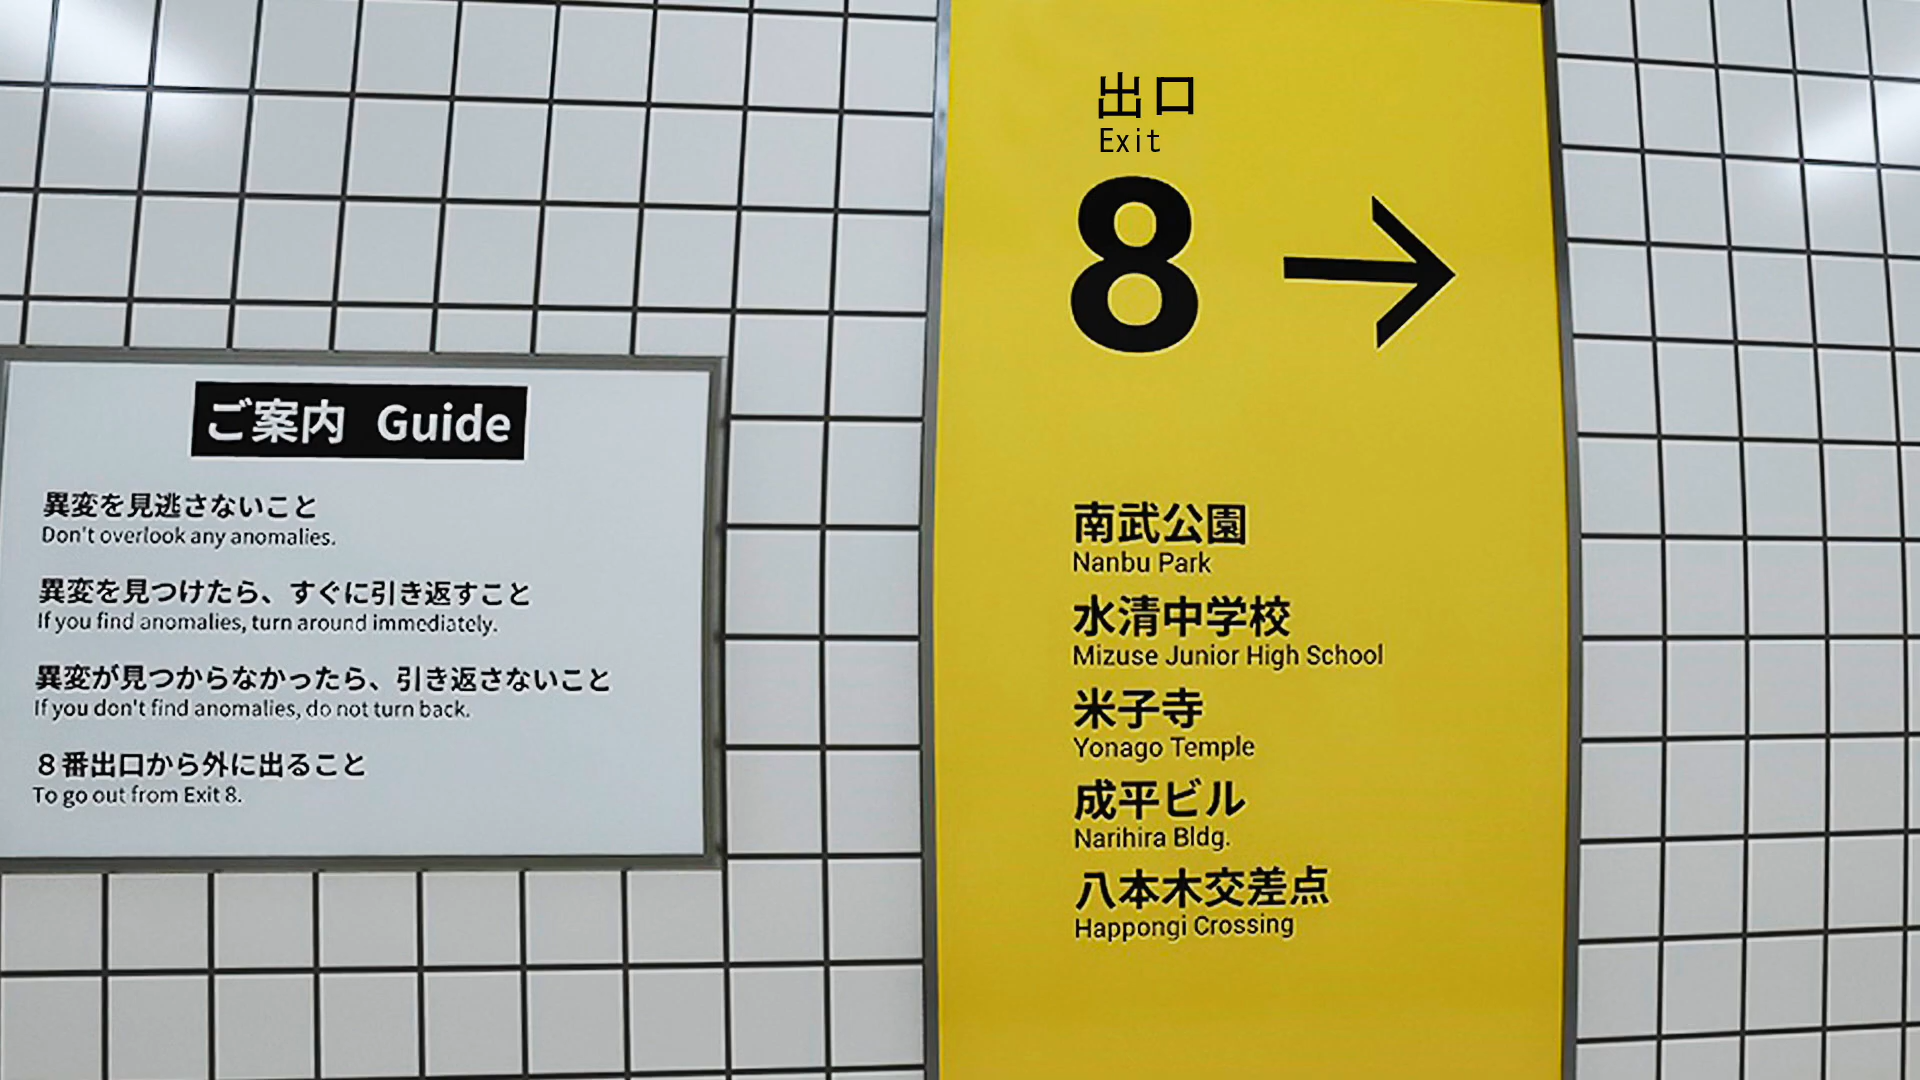 ご案内 Guide
異変を見逃さないこと
Don't overlook any anomalies.
異変を見つけたら、すぐに引き返すこと
If you find anomalies, turn around immediately.
異変が見つからなかったら、引き返さないこと
If you don't find anomalies, do not turn back.
８番出口から外に出ること
To go out from Exit 8.
出口
Exit
8 →
南武公園
Nanbu Park
水清中学校
Mizuse Junior High School
米子寺
Yonago Temple
成平ビル
Narihira Bldg.
八本木交差点
Happongi Crossing